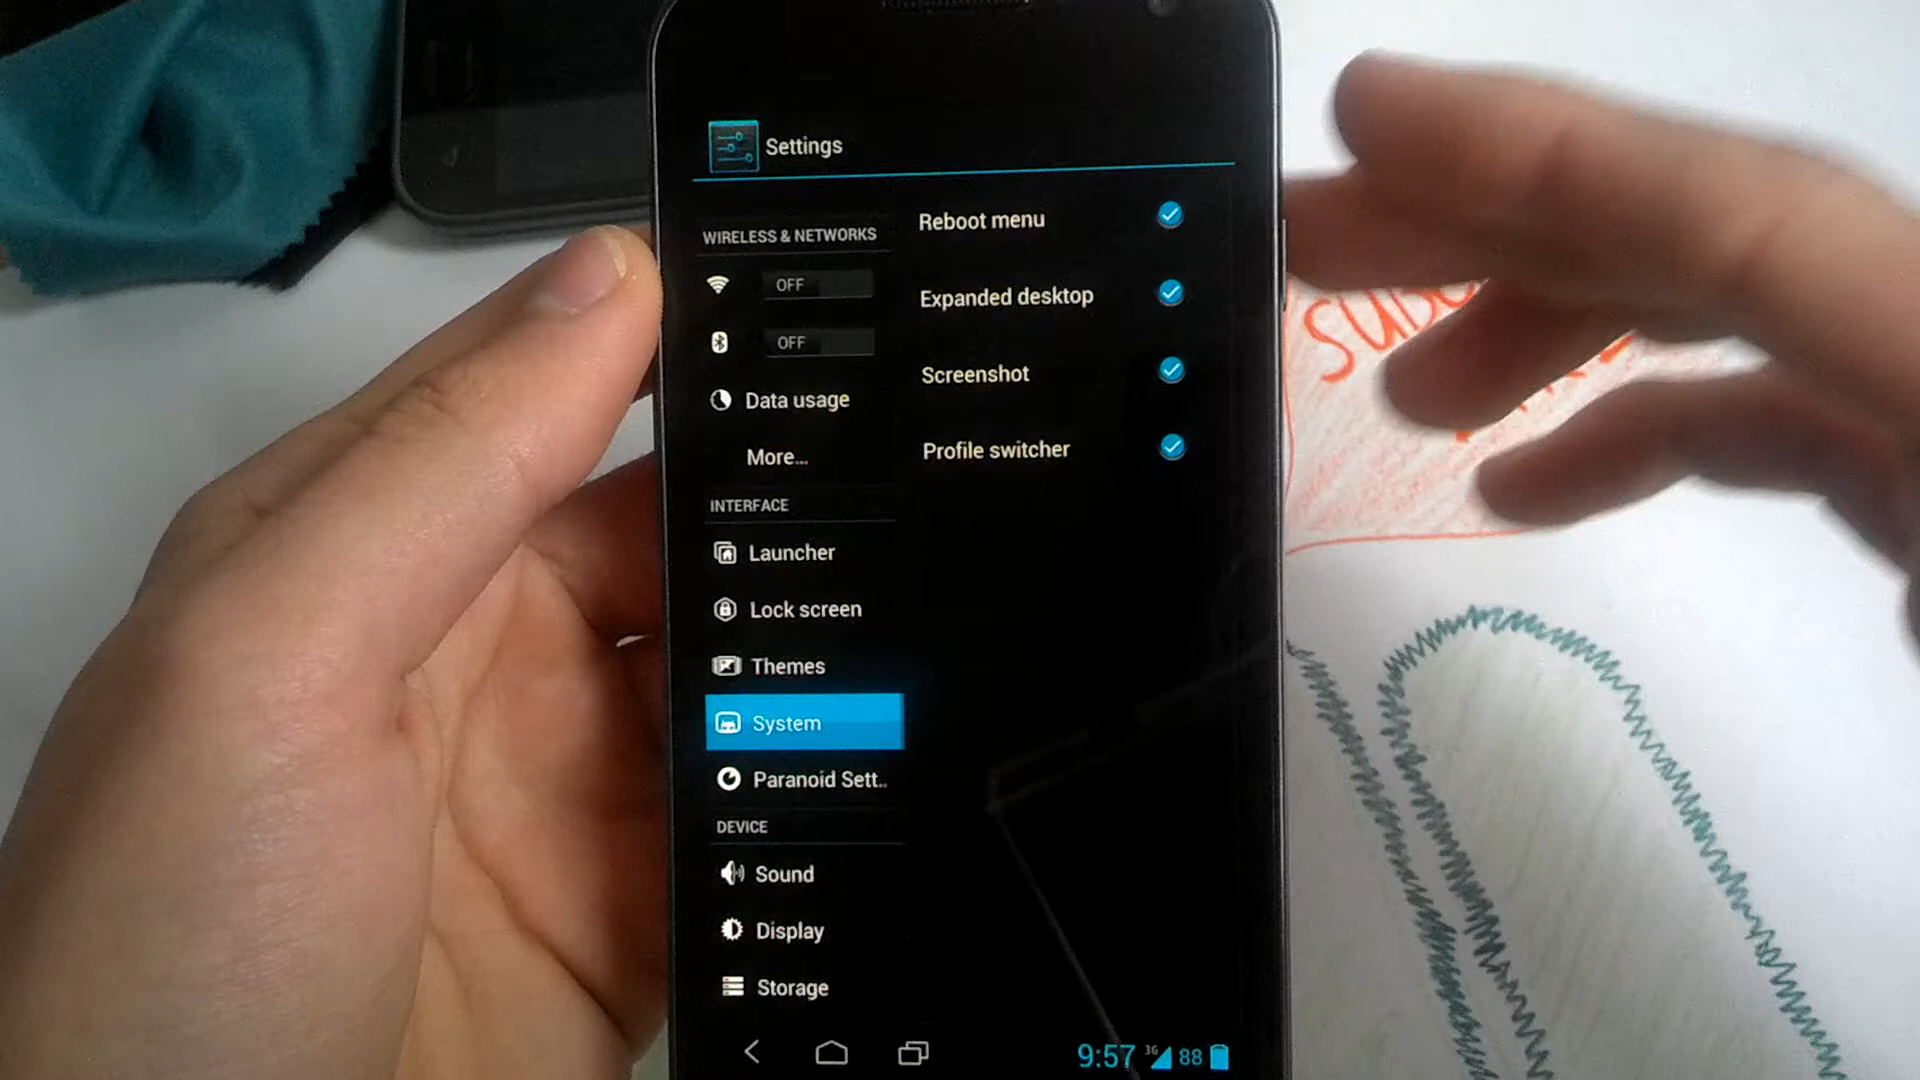 Settings
WIRELESS & NETWORKS
OFF
OFF
Data usage
More...
INTERFACE
Launcher
Lock screen
Themes
System
Paranoid Sett..
DEVICE
Sound
Display
Storage
Reboot menu
Expanded desktop
Screenshot
Profile switcher
9:57 3G 88